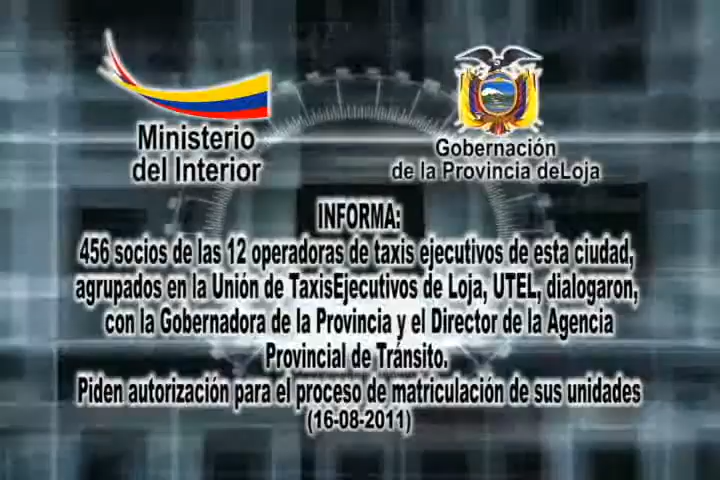 Ministerio
del Interior
Gobernación
de la Provincia deLoja
INFORMA:
456 socios de las 12 operadoras de taxis ejecutivos de esta ciudad,
agrupados en la Unión de TaxisEjecutivos de Loja, UTEL, dialogaron,
con la Gobernadora de la Provincia y el Director de la Agencia
Provincial de Tránsito.
Piden autorización para el proceso de matriculación de sus unidades
(16-08-2011)